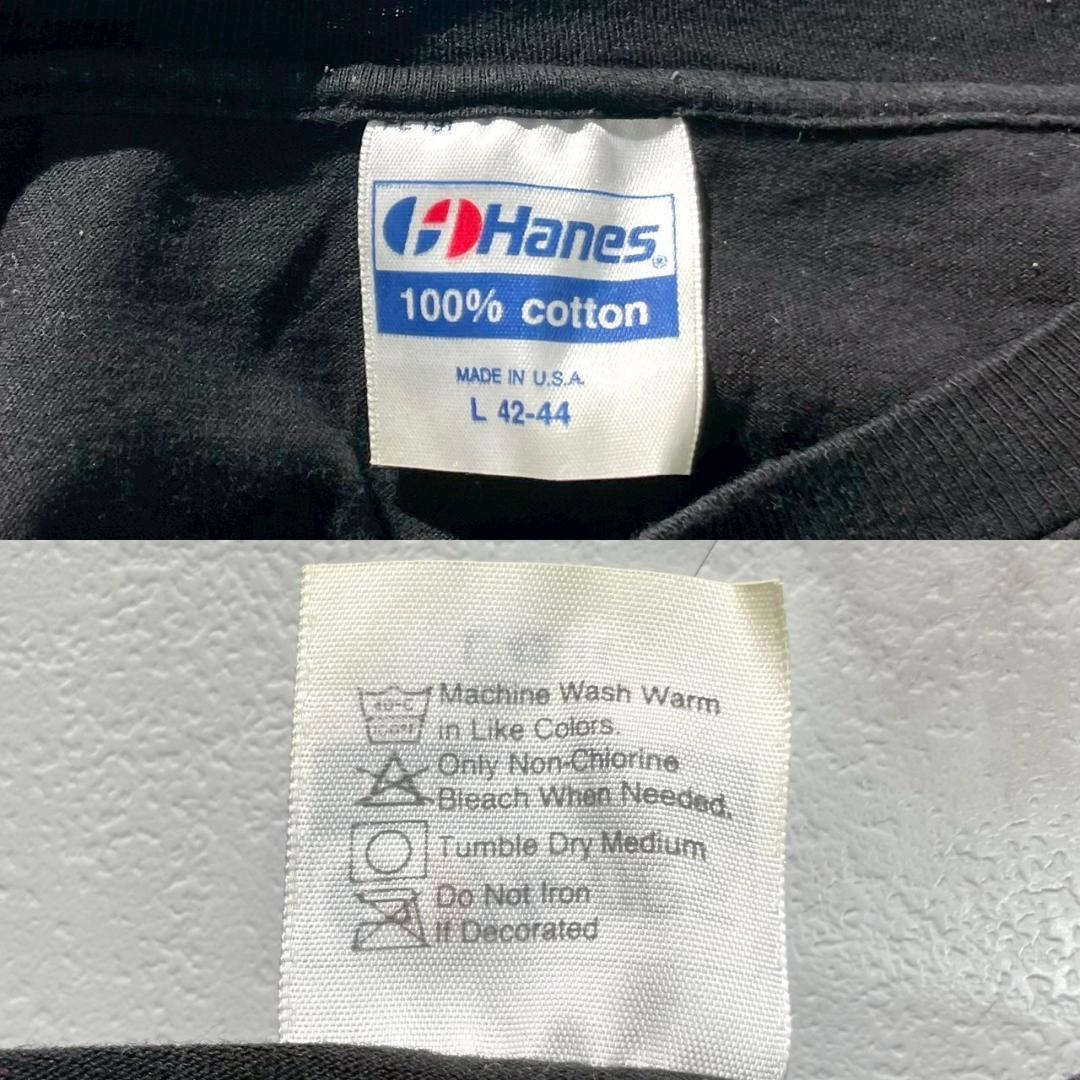 Hanes®
100% cotton
MADE IN U.S.A.
L 42-44
Machine Wash Warm
in Like Colors.
Only Non-Chlorine
Bleach When Needed.
Tumble Dry Medium
Do Not Iron
If Decorated